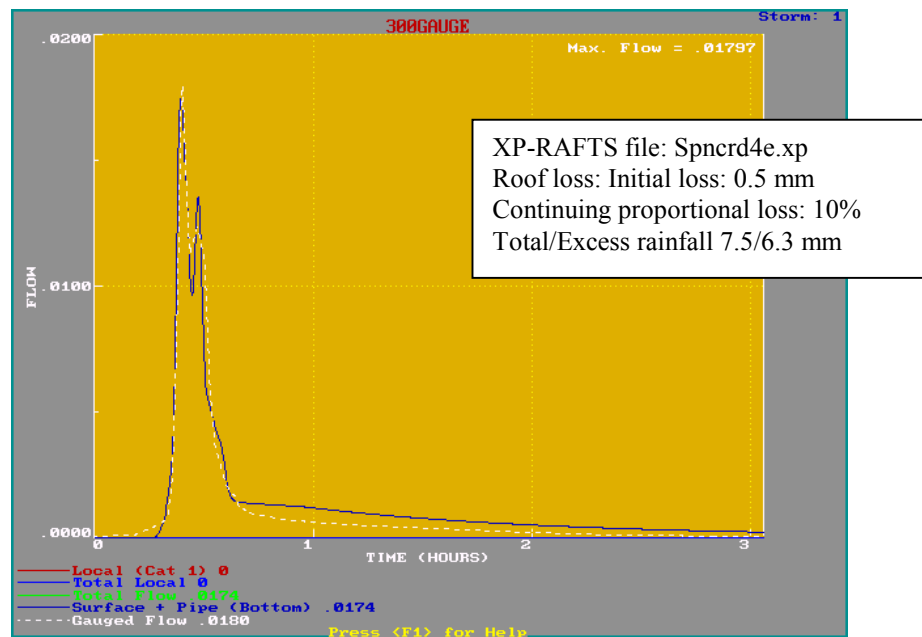 Storm: 1
300GAUGE
.0200
Max. Flow = .01797
XP-RAFTS file: Spncrd4e.xp
Roof loss: Initial loss: 0.5 mm
Continuing proportional loss: 10%
Total/Excess rainfall 7.5/6.3 mm
FLOW
.0100
.0000
0
1
2
3
TIME (HOURS)
Local (Cat 1) 0
Total Local 0
Total Flow .0174
Surface + Pipe (Bottom) .0174
Gauged Flow .0180
Press <F1> for Help